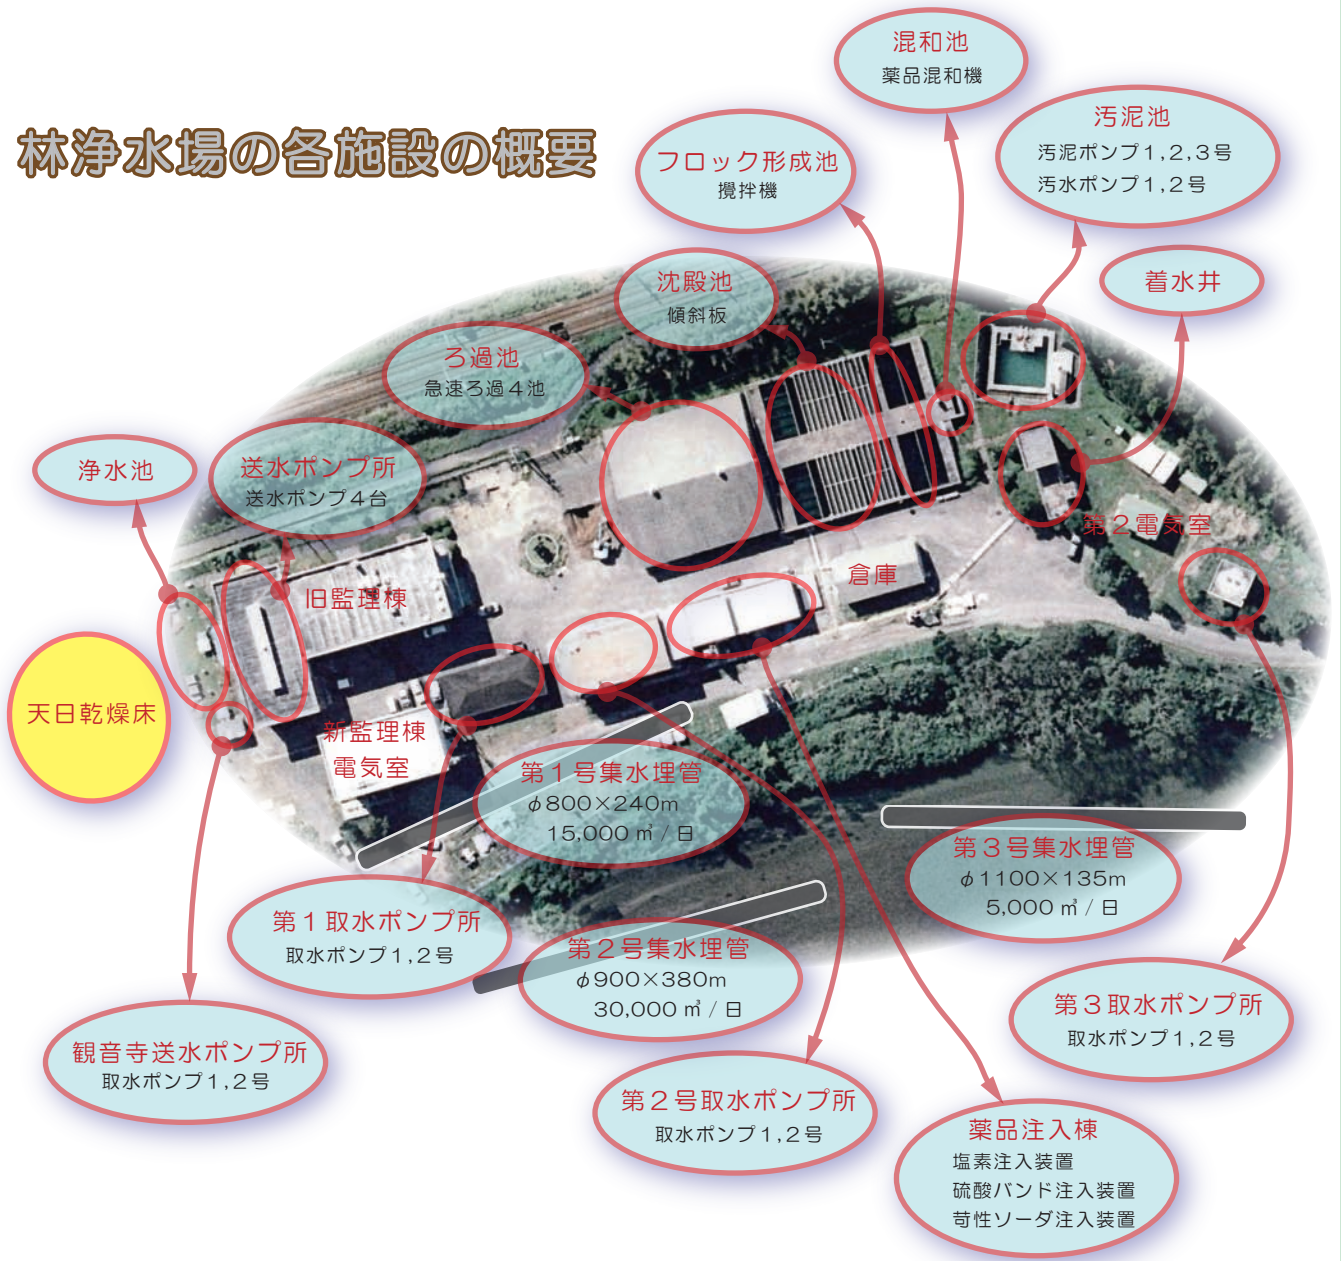 林浄水場の各施設の概要
混和池
薬品混和機
汚泥池
汚泥ポンプ1,2,3号
汚水ポンプ1,2号
フロック形成池
攪拌機
着水井
沈殿池
傾斜板
ろ過池
急速ろ過4池
送水ポンプ所
送水ポンプ4台
浄水池
第2電気室
倉庫
旧監理棟
天日乾燥床
新監理棟
電気室
第1号集水埋管
φ800×240m
15,000㎥/日
第3号集水埋管
φ1100×135m
5,000㎥/日
第1取水ポンプ所
取水ポンプ1,2号
第2号集水埋管
φ900×380m
30,000㎥/日
第3取水ポンプ所
取水ポンプ1,2号
観音寺送水ポンプ所
取水ポンプ1,2号
第2号取水ポンプ所
取水ポンプ1,2号
薬品注入棟
塩素注入装置
硫酸バンド注入装置
苛性ソーダ注入装置